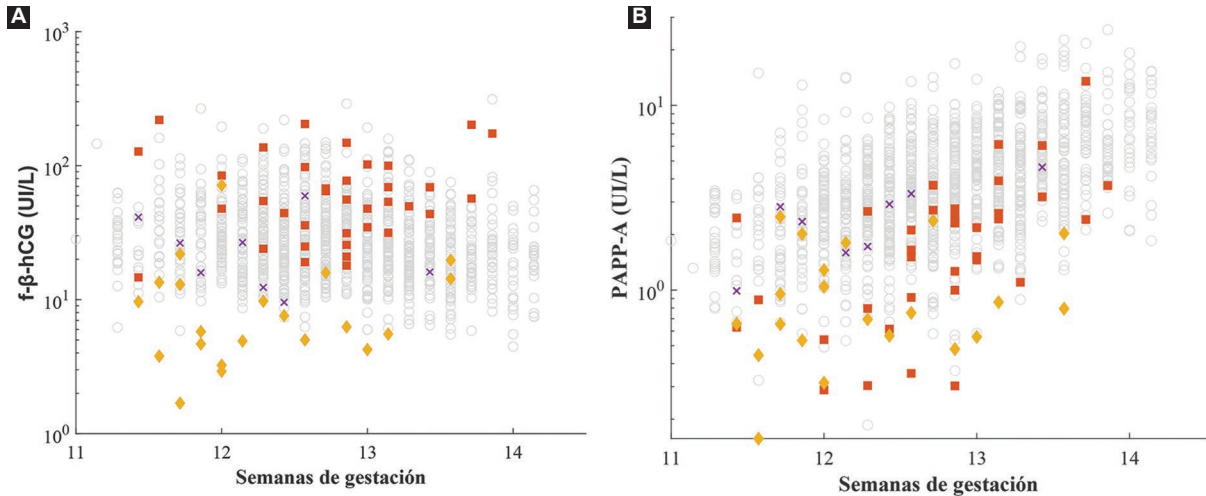 A
f-β-hCG (UI/L)
10³
10²
10¹
10⁰
11
12
13
14
Semanas de gestación
B
PAPP-A (UI/L)
10¹
10⁰
11
12
13
14
Semanas de gestación